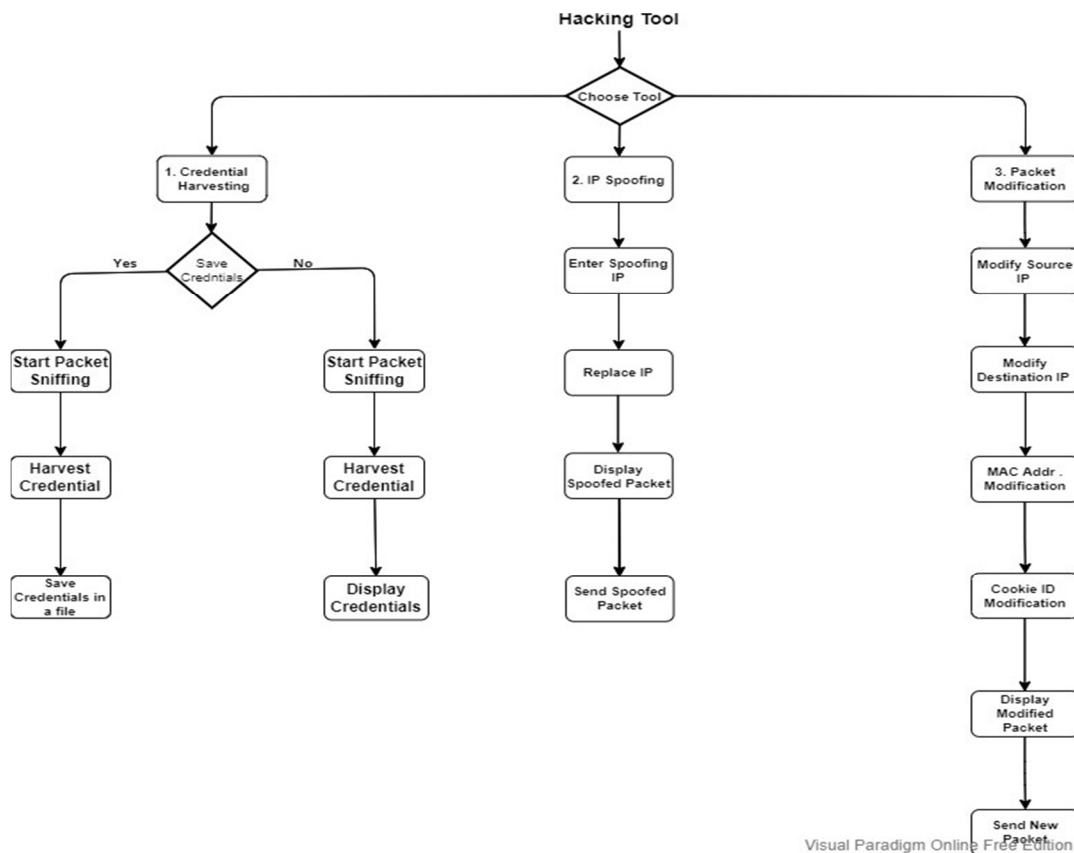 Hacking Tool
Choose Tool
1. Credential
Harvesting
2. IP Spoofing
3. Packet
Modification
Yes
Save
Credntials
No
Enter Spoofing
IP
Modify Source
IP
Start Packet
Sniffing
Start Packet
Sniffing
Replace IP
Modify
Destination IP
Harvest
Credential
Harvest
Credential
Display
Spoofed Packet
MAC Addr .
Modification
Save
Credentials in
a file
Display
Credentials
Send Spoofed
Packet
Cookie ID
Modification
Display
Modified
Packet
Send New
Packet
Visual Paradigm Online Free Edition